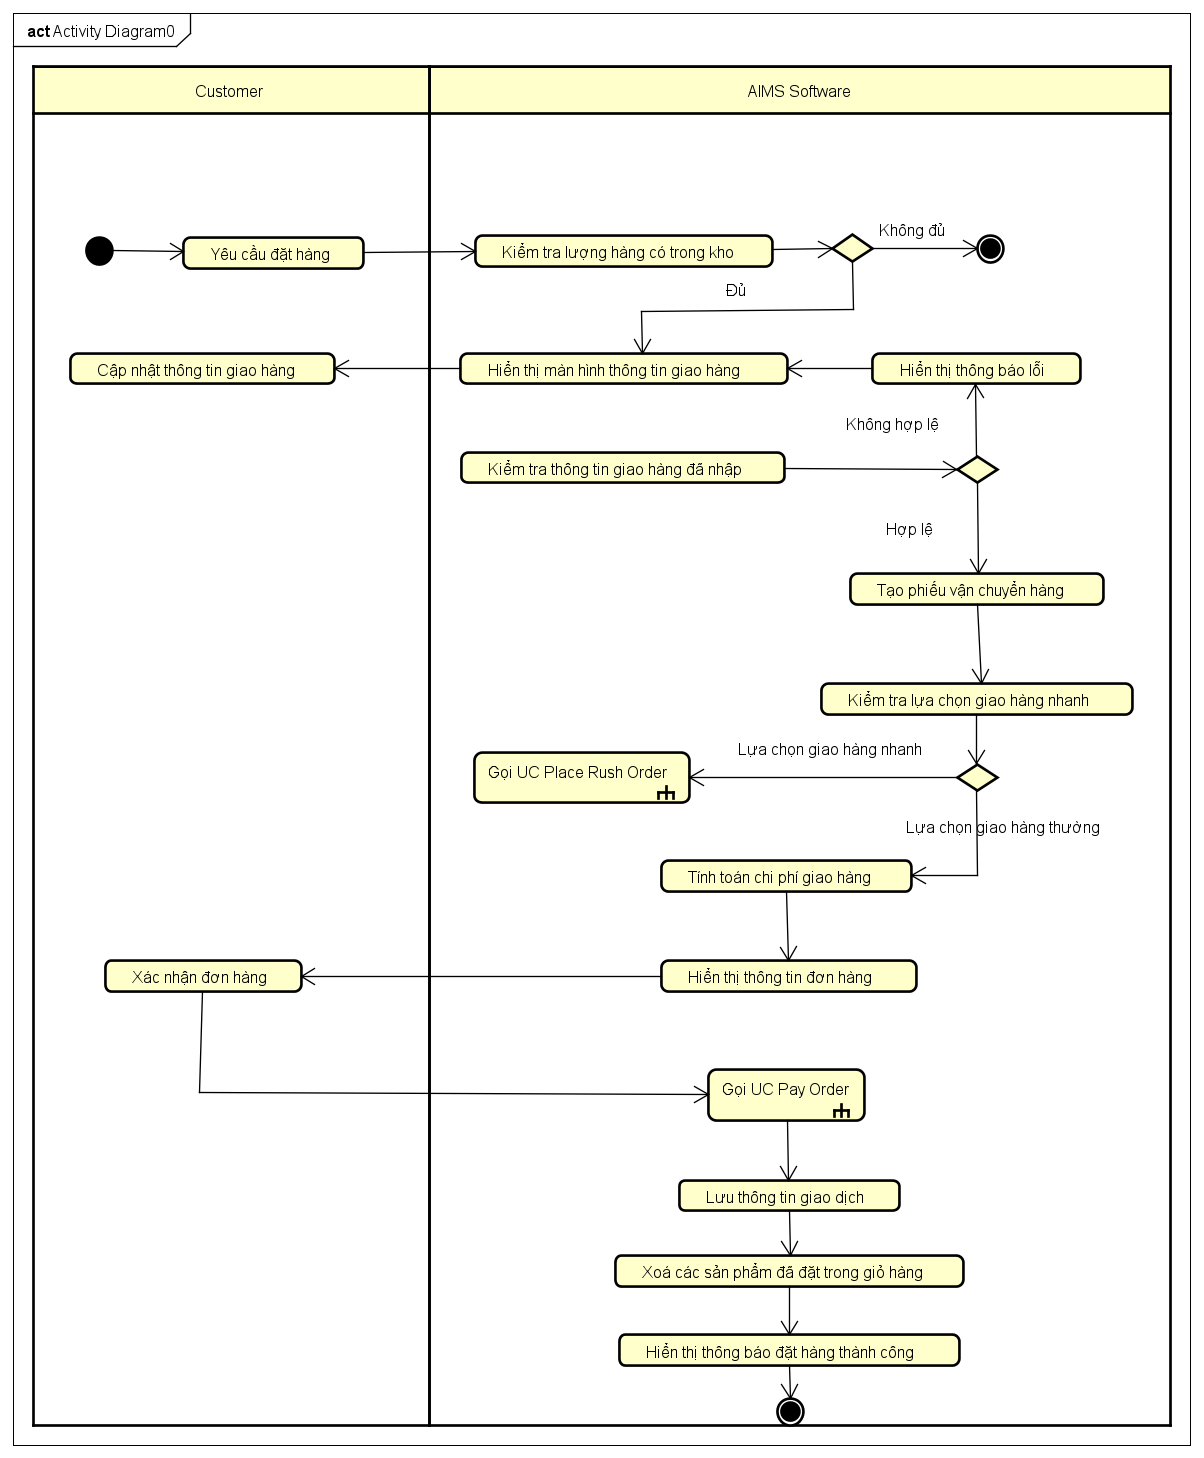 act Activity Diagram0
Customer
AIMS Software
Không đủ
Yêu cầu đặt hàng
Kiểm tra lượng hàng có trong kho
Đủ
Cập nhật thông tin giao hàng
Hiển thị màn hình thông tin giao hàng
Hiển thị thông báo lỗi
Không hợp lệ
Kiểm tra thông tin giao hàng đã nhập
Hợp lệ
Tạo phiếu vận chuyển hàng
Kiểm tra lựa chọn giao hàng nhanh
Lựa chọn giao hàng nhanh
Gọi UC Place Rush Order
Lựa chọn giao hàng thường
Tính toán chi phí giao hàng
Xác nhận đơn hàng
Hiển thị thông tin đơn hàng
Gọi UC Pay Order
Lưu thông tin giao dịch
Xoá các sản phẩm đã đặt trong giỏ hàng
Hiển thị thông báo đặt hàng thành công